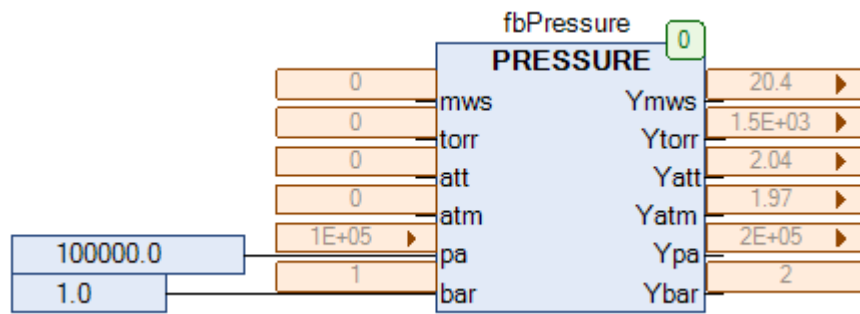 fbPressure
0
PRESSURE
0 20.4
mws Ymws
0 1.5E+03
torr Ytorr
0 2.04
att Yatt
0 1.97
atm Yatm
1E+05 2E+05
100000.0 pa Ypa
1 2
1.0 bar Ybar